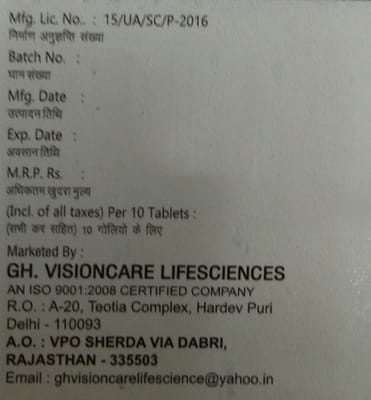 Mfg. Lic. No.. : 15/UA/SC/P-2016
निर्माण अनुज्ञप्ति संख्या
Batch No. :
घान संख्या
Mfg. Date :
उत्पादन तिथि
Exp. Date :
अवसान तिथि
M.R.P. Rs. :
अधिकतम खुदरा मुल्य
(Incl. of all taxes) Per 10 Tablets :
(सभी कर सहित) 10 गोलियो के लिए
Marketed By :
GH. VISIONCARE LIFESCIENCES
AN ISO 9001:2008 CERTIFIED COMPANY
R.O. : A-20, Teotia Complex, Hardev Puri
Delhi - 110093
A.O. : VPO SHERDA VIA DABRI,
RAJASTHAN - 335503
Email : ghvisioncarelifescience@yahoo.in